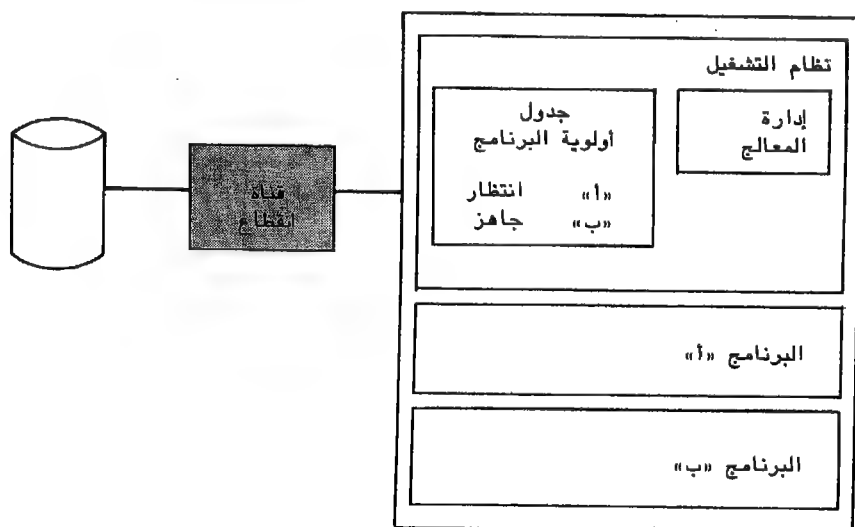 نظام التشغيل
إدارة
المعالج
جدول
أولوية البرنامج
«أ» انتظار
«ب» جاهز
قناة
انقطاع
البرنامج «أ»
البرنامج «ب»